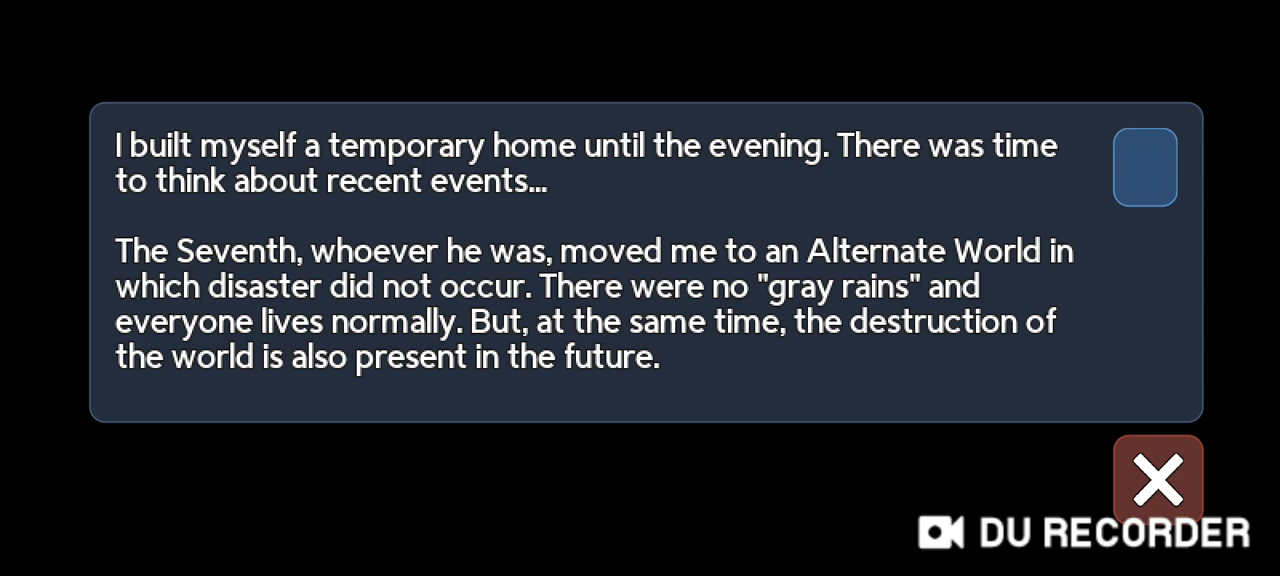 I built myself a temporary home until the evening. There was time
to think about recent events...
The Seventh, whoever he was, moved me to an Alternate World in
which disaster did not occur. There were no "gray rains" and
everyone lives normally. But, at the same time, the destruction of
the world is also present in the future.
DU RECORDER